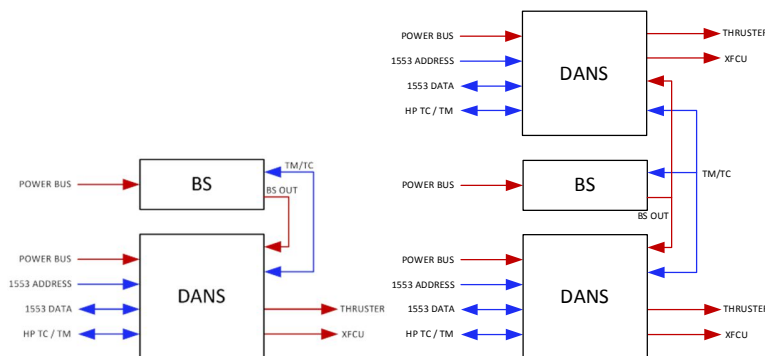 BS
POWER BUS
TM/TC
BS OUT
POWER BUS
1553 ADDRESS
1553 DATA
HP TC / TM
DANS
THRUSTER
XFCU
POWER BUS
1553 ADDRESS
1553 DATA
HP TC / TM
DANS
THRUSTER
XFCU
POWER BUS
BS
TM/TC
BS OUT
POWER BUS
1553 ADDRESS
1553 DATA
HP TC / TM
DANS
THRUSTER
XFCU